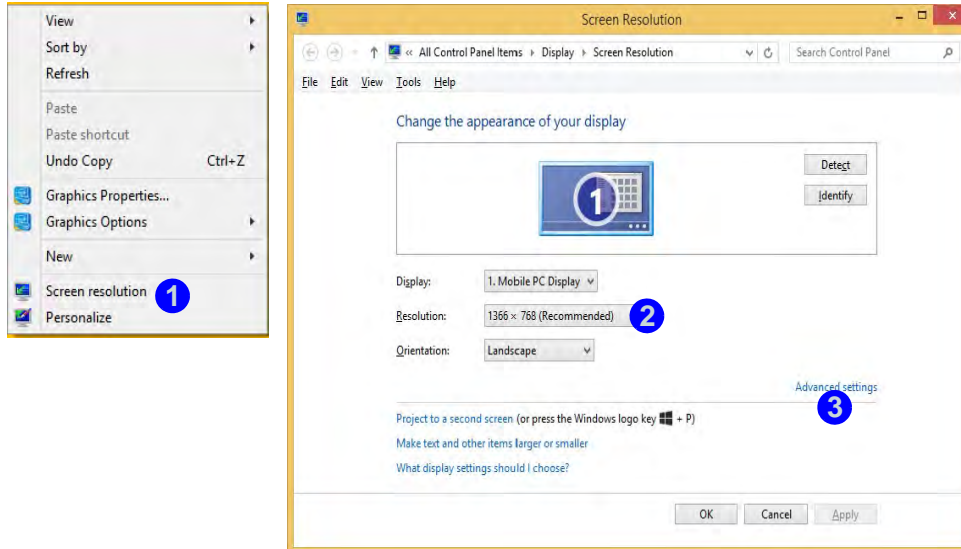 View
Sort by
Refresh
Paste
Paste shortcut
Undo Copy Ctrl+Z
Graphics Properties...
Graphics Options
New
Screen resolution 1
Personalize
Screen Resolution
« All Control Panel Items Display Screen Resolution Search Control Panel
File Edit View Tools Help
Change the appearance of your display
1
Detect
Identify
Display: 1. Mobile PC Display
Resolution: 1366 × 768 (Recommended) 2
Orientation: Landscape
Advanced settings
3
Project to a second screen (or press the Windows logo key + P)
Make text and other items larger or smaller
What display settings should I choose?
OK Cancel Apply